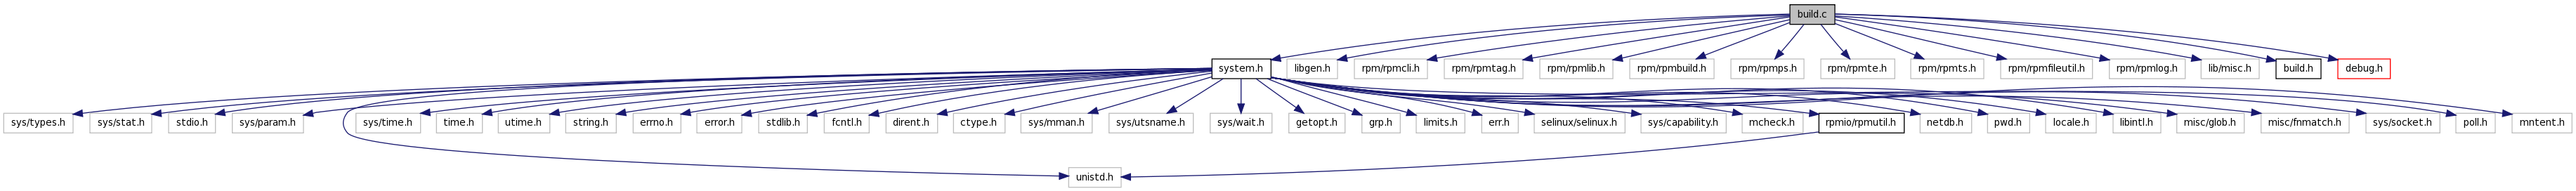 build.c
system.h
libgen.h
rpm/rpmcli.h
rpm/rpmtag.h
rpm/rpmlib.h
rpm/rpmbuild.h
rpm/rpmps.h
rpm/rpmte.h
rpm/rpmts.h
rpm/rpmfileutil.h
rpm/rpmlog.h
lib/misc.h
build.h
debug.h
sys/types.h
sys/stat.h
stdio.h
sys/param.h
sys/time.h
time.h
utime.h
string.h
errno.h
error.h
stdlib.h
fcntl.h
dirent.h
ctype.h
sys/mman.h
sys/utsname.h
sys/wait.h
getopt.h
grp.h
limits.h
err.h
selinux/selinux.h
sys/capability.h
mcheck.h
rpmio/rpmutil.h
netdb.h
pwd.h
locale.h
libintl.h
misc/glob.h
misc/fnmatch.h
sys/socket.h
poll.h
mntent.h
unistd.h